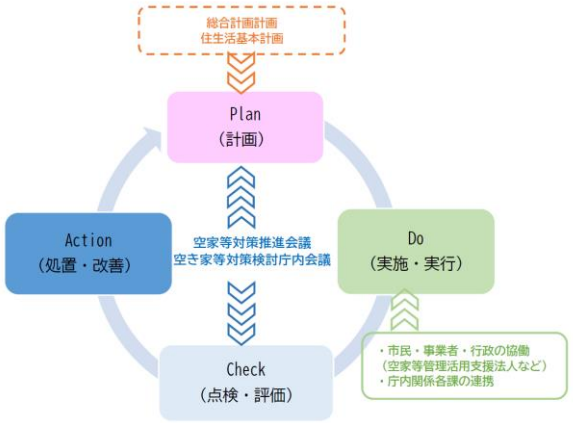 総合計画計画
住生活基本計画
Plan
（計画）
Action
（処置・改善）
空家等対策推進会議
空き家等対策検討庁内会議
Do
（実施・実行）
Check
（点検・評価）
・市民・事業者・行政の協働
（空家等管理活用支援法人など）
・庁内関係各課の連携